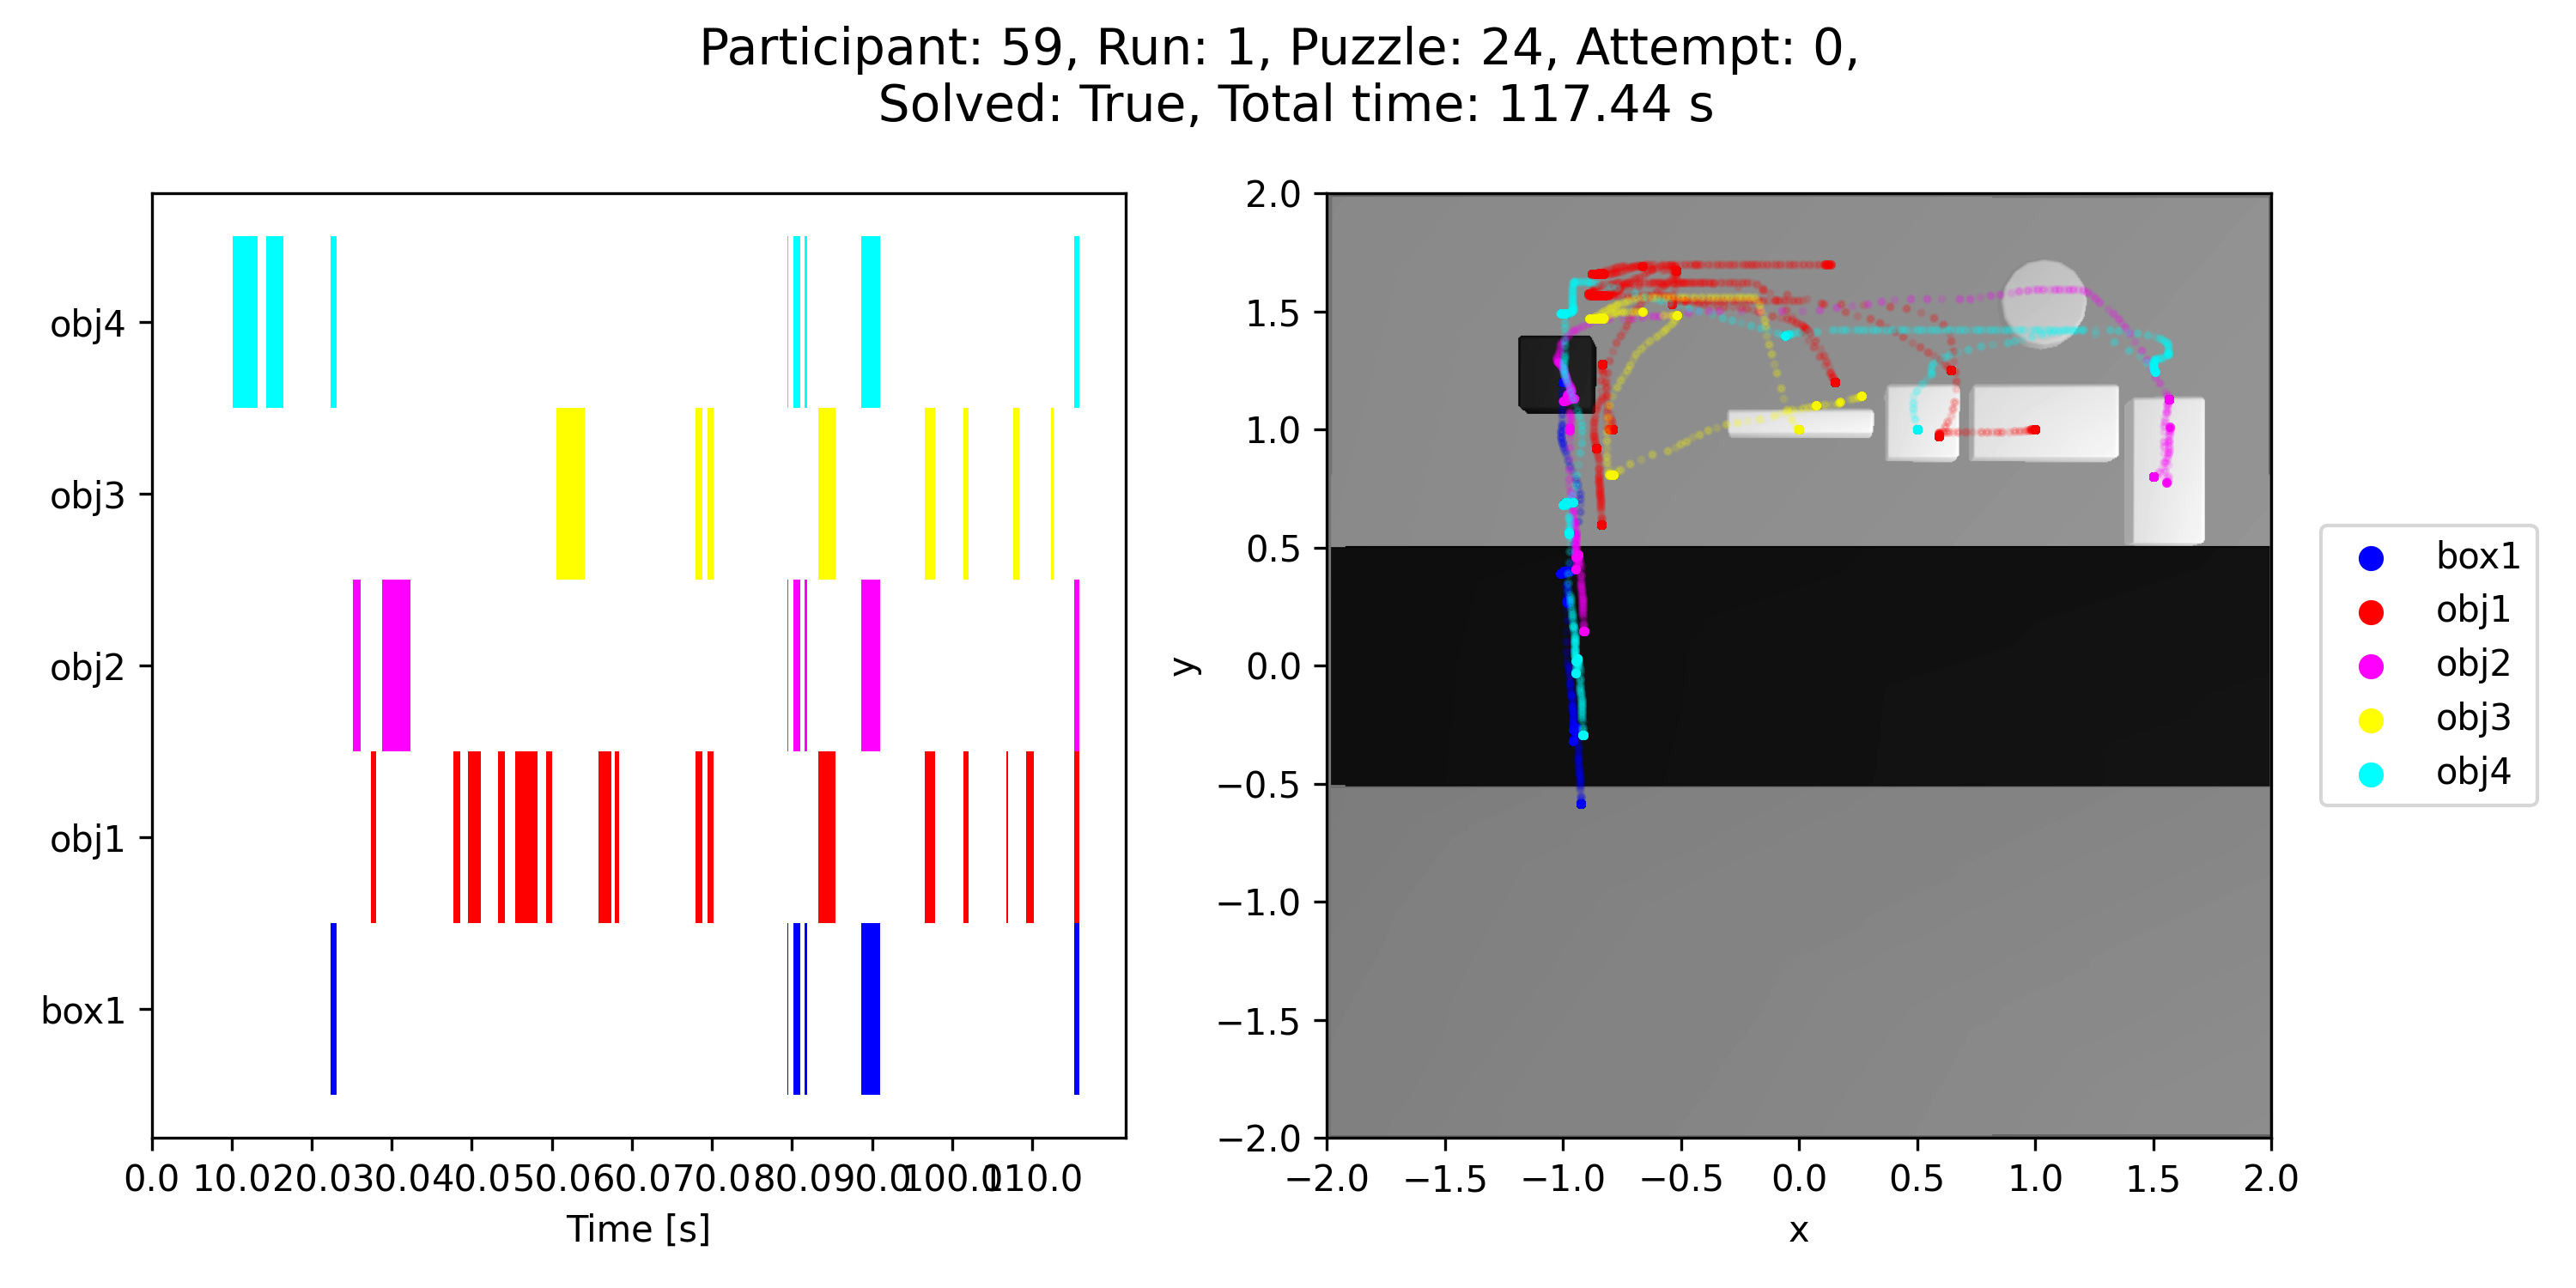 Participant: 59, Run: 1, Puzzle: 24, Attempt: 0,
Solved: True, Total time: 117.44 s
obj4
obj3
obj2
obj1
box1
0.0 10.0 20.0 30.0 40.0 50.0 60.0 70.0 80.0 90.0 100.0 110.0
Time [s]
2.0
1.5
1.0
0.5
0.0
−0.5
−1.0
−1.5
−2.0
y
−2.0 −1.5 −1.0 −0.5 0.0 0.5 1.0 1.5 2.0
x
box1
obj1
obj2
obj3
obj4